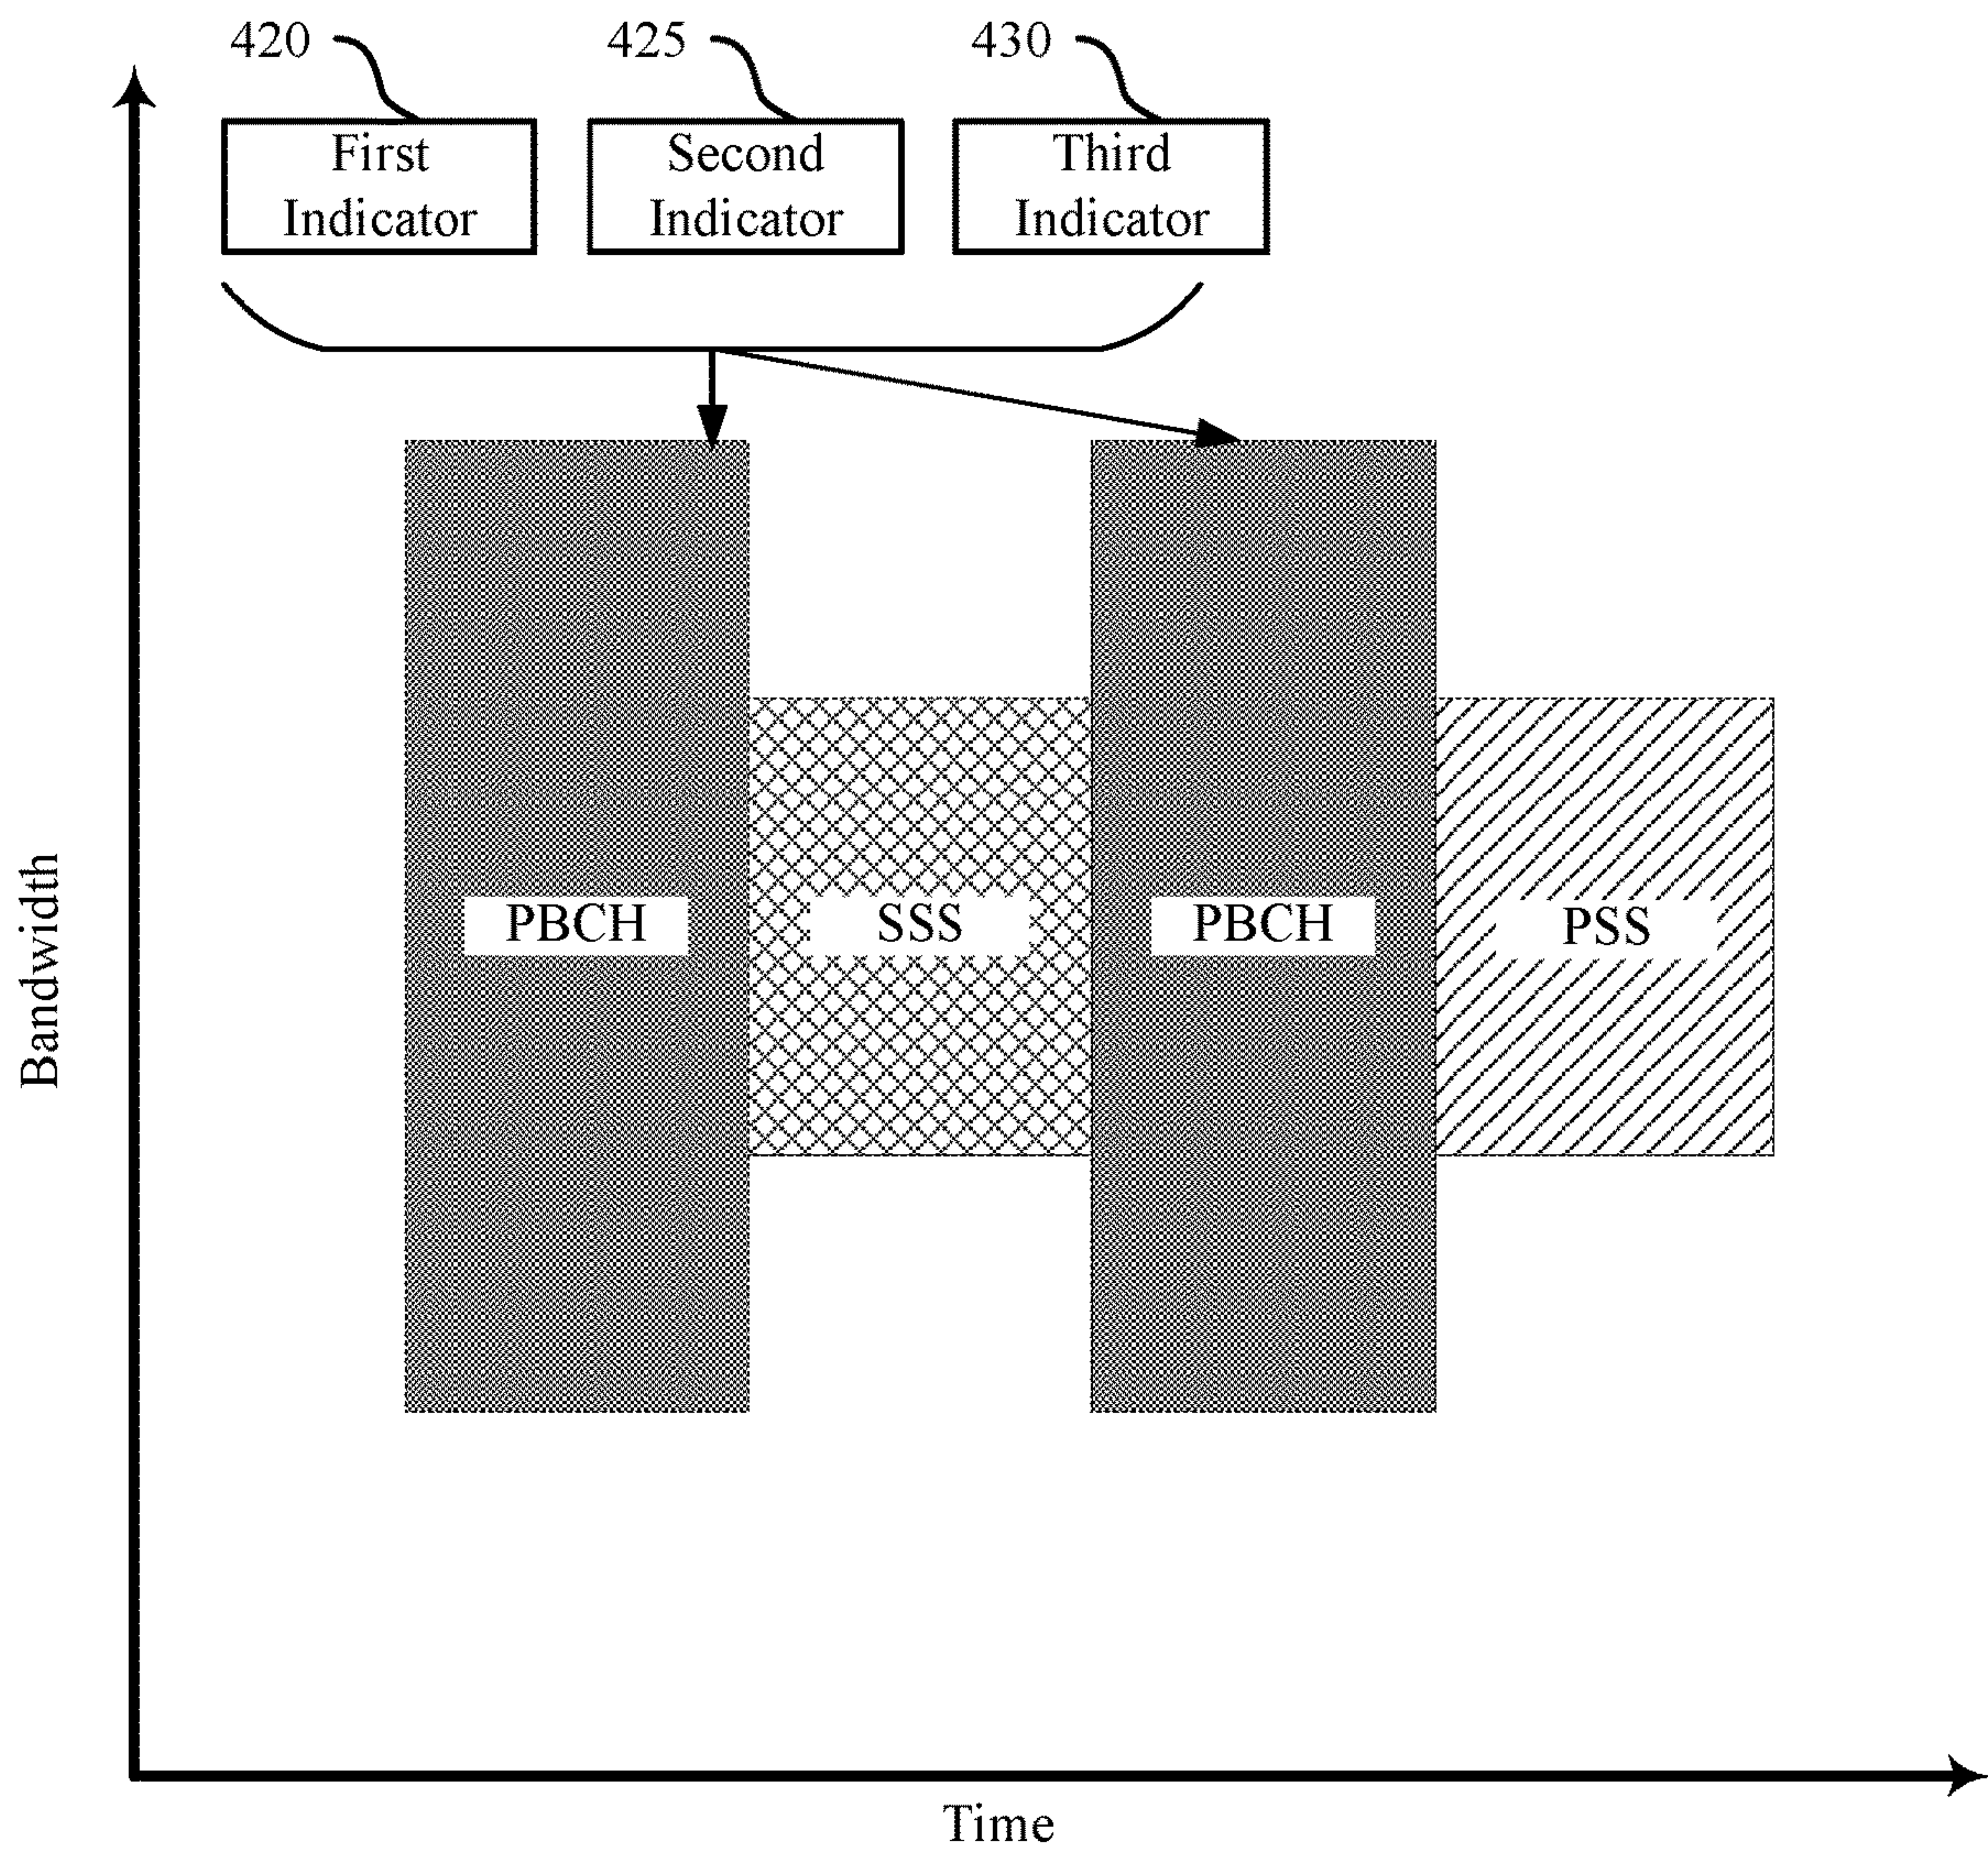 420
425
430
First
Indicator
Second
Indicator
Third
Indicator
Bandwidth
PBCH
SSS
PBCH
PSS
Time